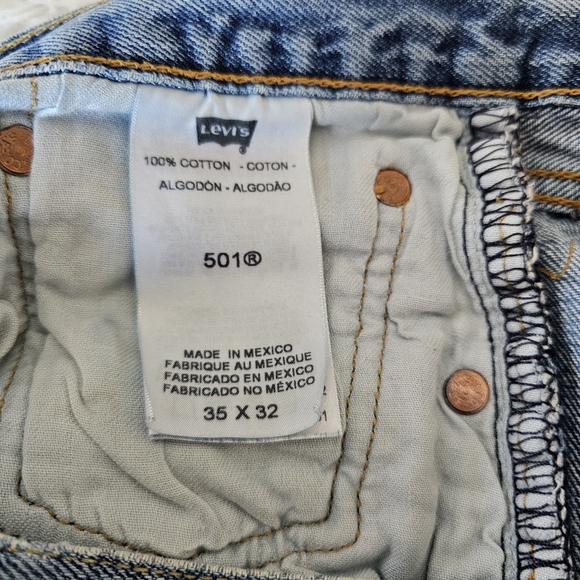 Levi's
®
100% COTTON - COTON -
ALGODÓN - ALGODÃO
501®
MADE IN MEXICO
FABRIQUE AU MEXIQUE
FABRICADO EN MÉXICO
FABRICADO NO MÉXICO
35 X 32